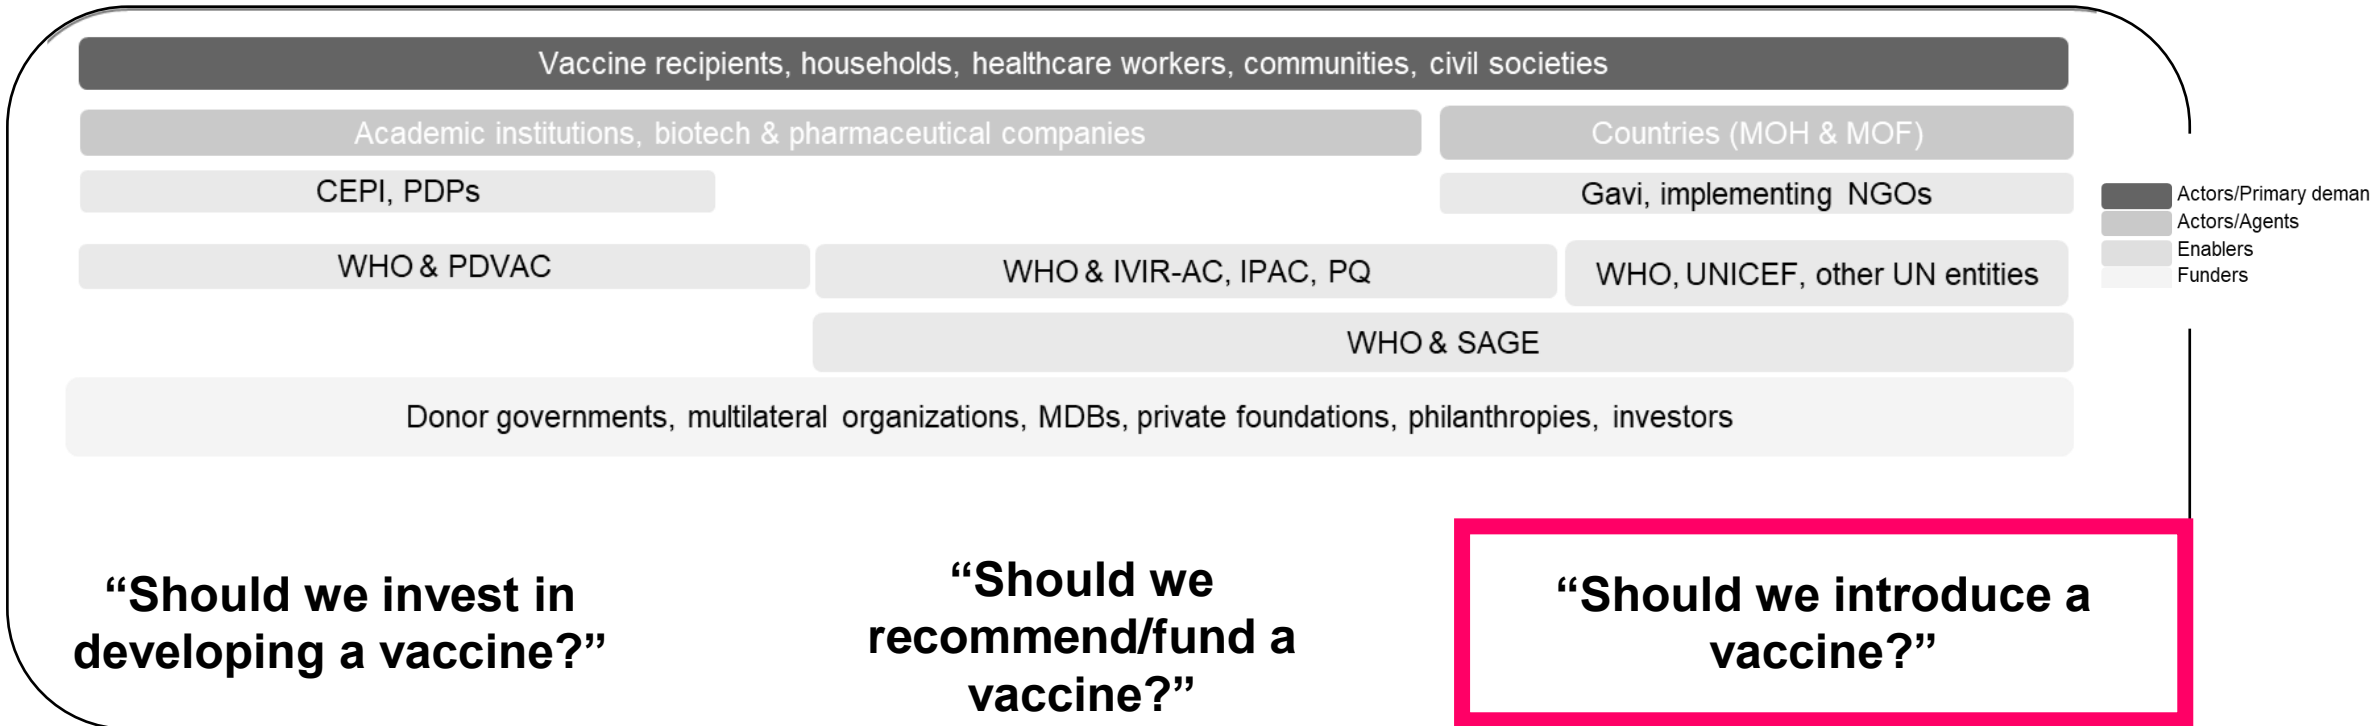 Vaccine recipients, households, healthcare workers, communities, civil societies
Academic institutions, biotech & pharmaceutical companies
Countries (MOH & MOF)
CEPI, PDPs
Gavi, implementing NGOs
WHO & PDVAC
WHO & IVIR-AC, IPAC, PQ
WHO, UNICEF, other UN entities
WHO & SAGE
Donor governments, multilateral organizations, MDBs, private foundations, philanthropies, investors
Actors/Primary deman
Actors/Agents
Enablers
Funders
“Should we invest in
developing a vaccine?”
“Should we
recommend/fund a
vaccine?”
“Should we introduce a
vaccine?”